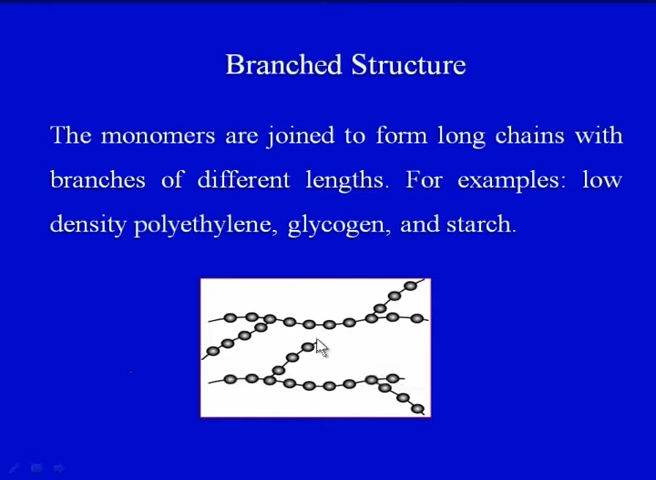 Branched Structure
The monomers are joined to form long chains with
branches of different lengths. For examples: low
density polyethylene, glycogen, and starch.